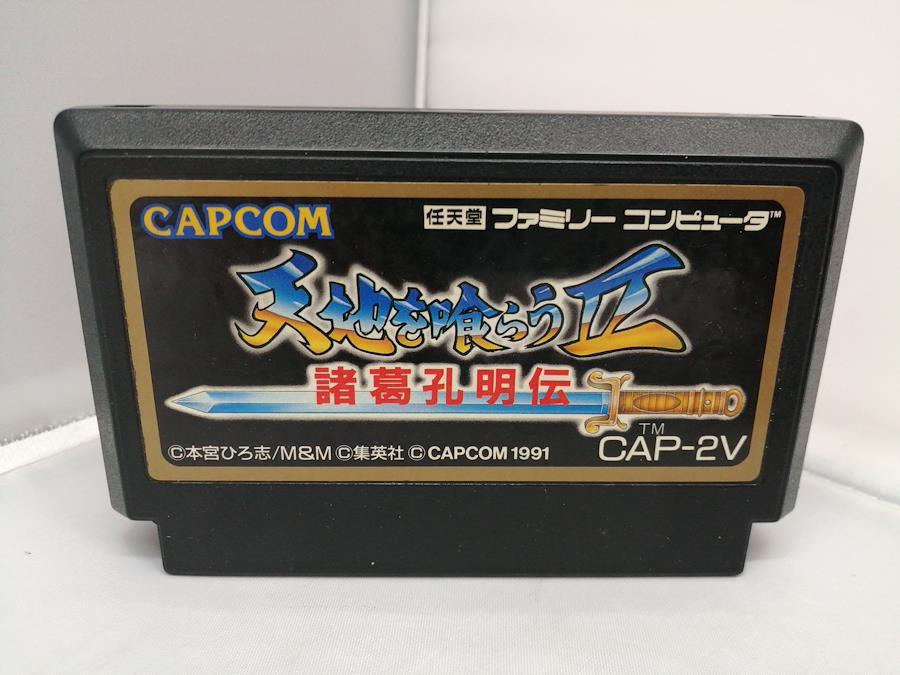 CAPCOM
任天堂 ファミリー コンピュータ™
天地を喰らうII
諸葛孔明伝
TM
CAP-2V
©本宮ひろ志/M&M ©集英社 © CAPCOM 1991